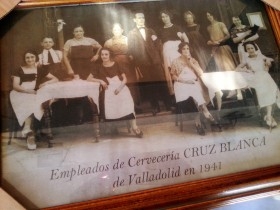 Empleados de Cervecería CRUZ BLANCA
de Valladolid en 1941